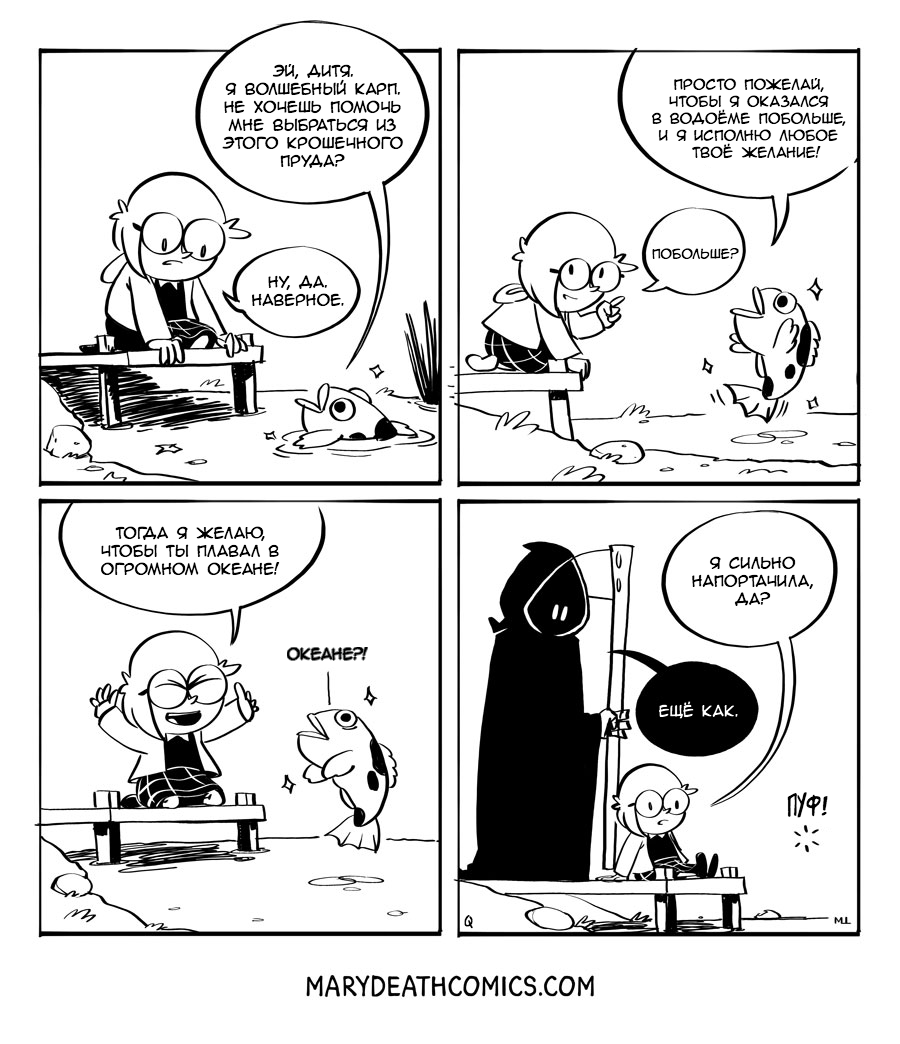 ЭЙ, ДИТЯ.
Я ВОЛШЕБНЫЙ КАРП.
НЕ ХОЧЕШЬ ПОМОЧЬ
МНЕ ВЫБРАТЬСЯ ИЗ
ЭТОГО КРОШЕЧНОГО
ПРУДА?
НУ, ДА.
НАВЕРНОЕ.
ПРОСТО ПОЖЕЛАЙ,
ЧТОБЫ Я ОКАЗАЛСЯ
В ВОДОЁМЕ ПОБОЛЬШЕ,
И Я ИСПОЛНЮ ЛЮБОЕ
ТВОЁ ЖЕЛАНИЕ!
ПОБОЛЬШЕ?
ТОГДА Я ЖЕЛАЮ,
ЧТОБЫ ТЫ ПЛАВАЛ В
ОГРОМНОМ ОКЕАНЕ!
ОКЕАНЕ?!
Я СИЛЬНО
НАПОРТАЧИЛА,
ДА?
ЕЩЁ КАК.
ПУФ!
Q
MLL
MARYDEATHCOMICS.COM